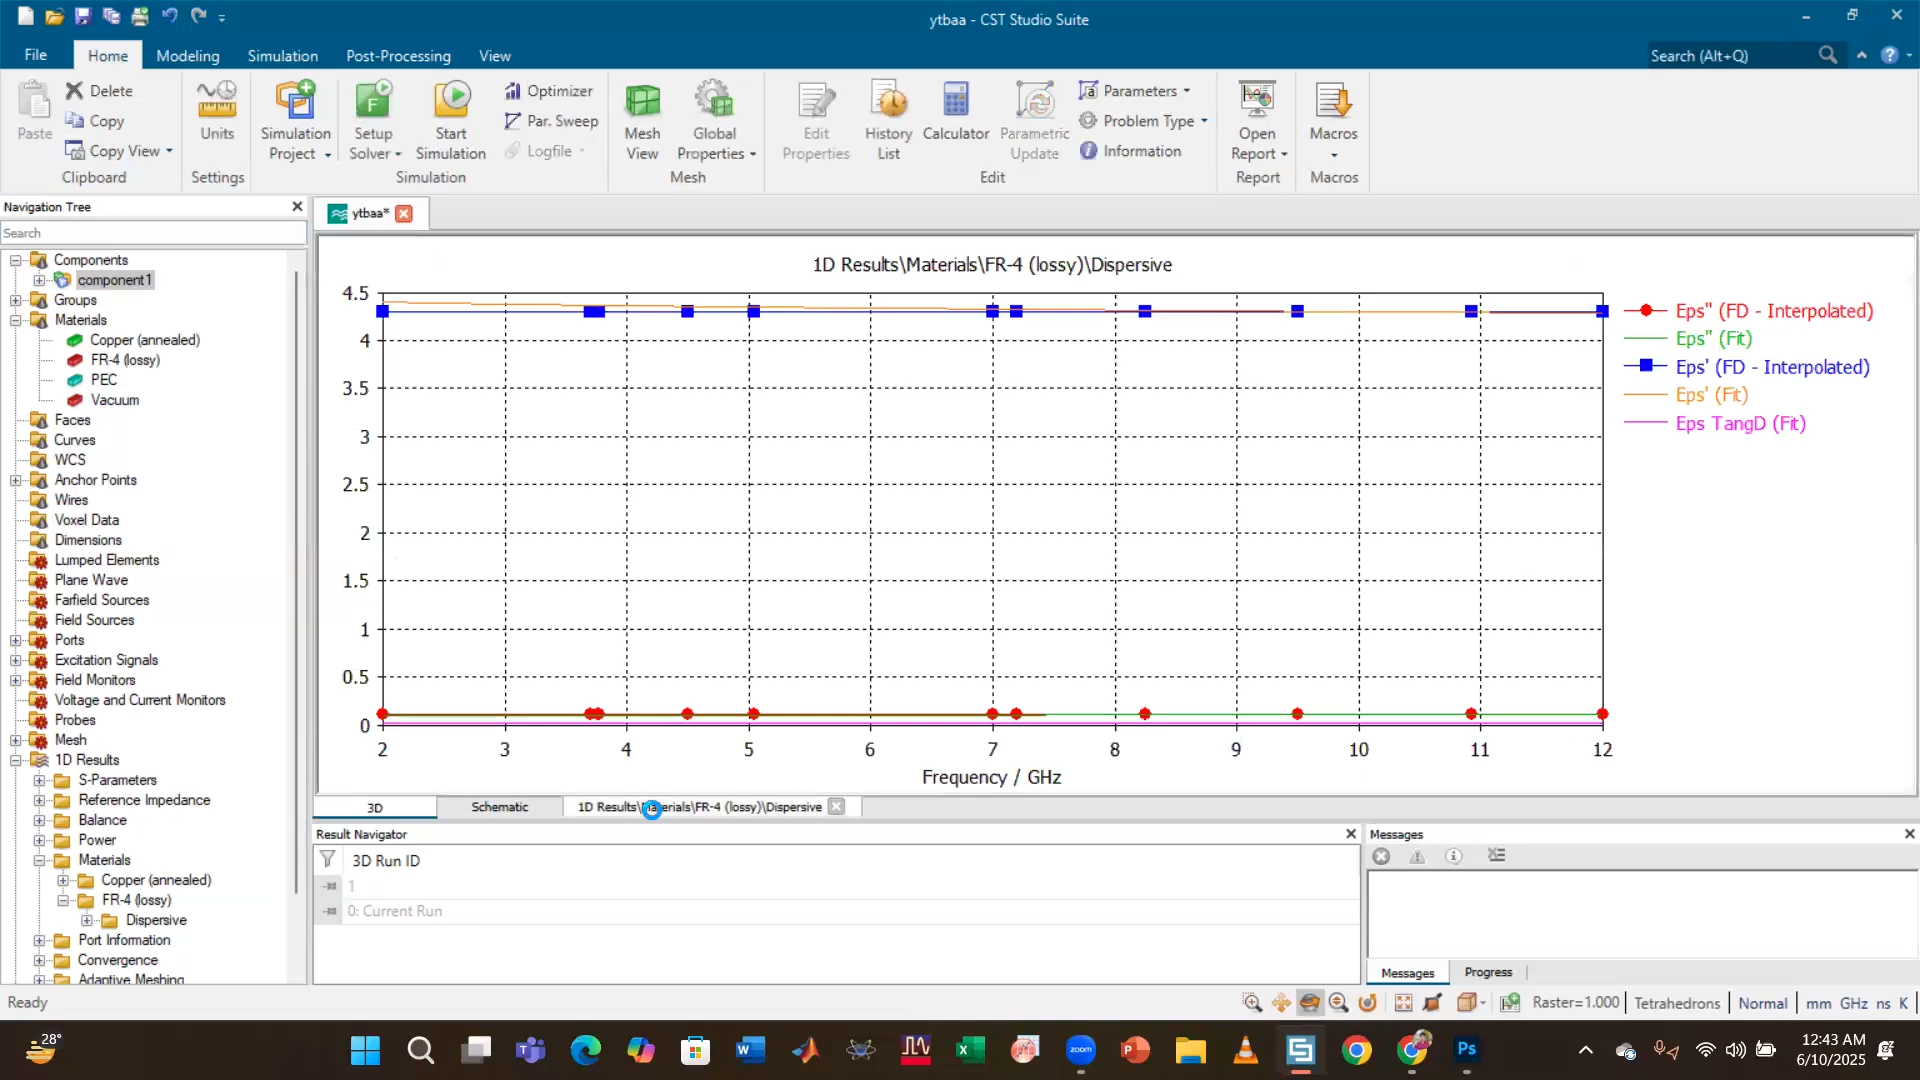 ytbaa - CST Studio Suite
File Home Modeling Simulation Post-Processing View Search (Alt+Q)
Paste
Delete
Copy
Copy View
Clipboard
Units
Settings
Simulation Project
Setup Solver
Start Simulation
Optimizer
Par. Sweep
Logfile
Simulation
Mesh View
Global Properties
Mesh
Edit Properties
History List
Calculator
Parametric Update
Parameters
Problem Type
Information
Edit
Open Report
Report
Macros
Macros
Navigation Tree
Search
Components
component1
Groups
Materials
Copper (annealed)
FR-4 (lossy)
PEC
Vacuum
Faces
Curves
WCS
Anchor Points
Wires
Voxel Data
Dimensions
Lumped Elements
Plane Wave
Farfield Sources
Field Sources
Ports
Excitation Signals
Field Monitors
Voltage and Current Monitors
Probes
Mesh
1D Results
S-Parameters
Reference Impedance
Balance
Power
Materials
Copper (annealed)
FR-4 (lossy)
Dispersive
Port Information
Convergence
Adaptive Meshing
ytbaa*
1D Results\Materials\FR-4 (lossy)\Dispersive
4.5
4
3.5
3
2.5
2
1.5
1
0.5
0
2 3 4 5 6 7 8 9 10 11 12
Frequency / GHz
Eps" (FD - Interpolated)
Eps" (Fit)
Eps' (FD - Interpolated)
Eps' (Fit)
Eps TangD (Fit)
3D Schematic 1D Results\Materials\FR-4 (lossy)\Dispersive
Result Navigator
3D Run ID
1
0: Current Run
Messages
Messages Progress
Ready
Raster=1.000 Tetrahedrons Normal mm GHz ns K
28°
zoom
12:43 AM
6/10/2025